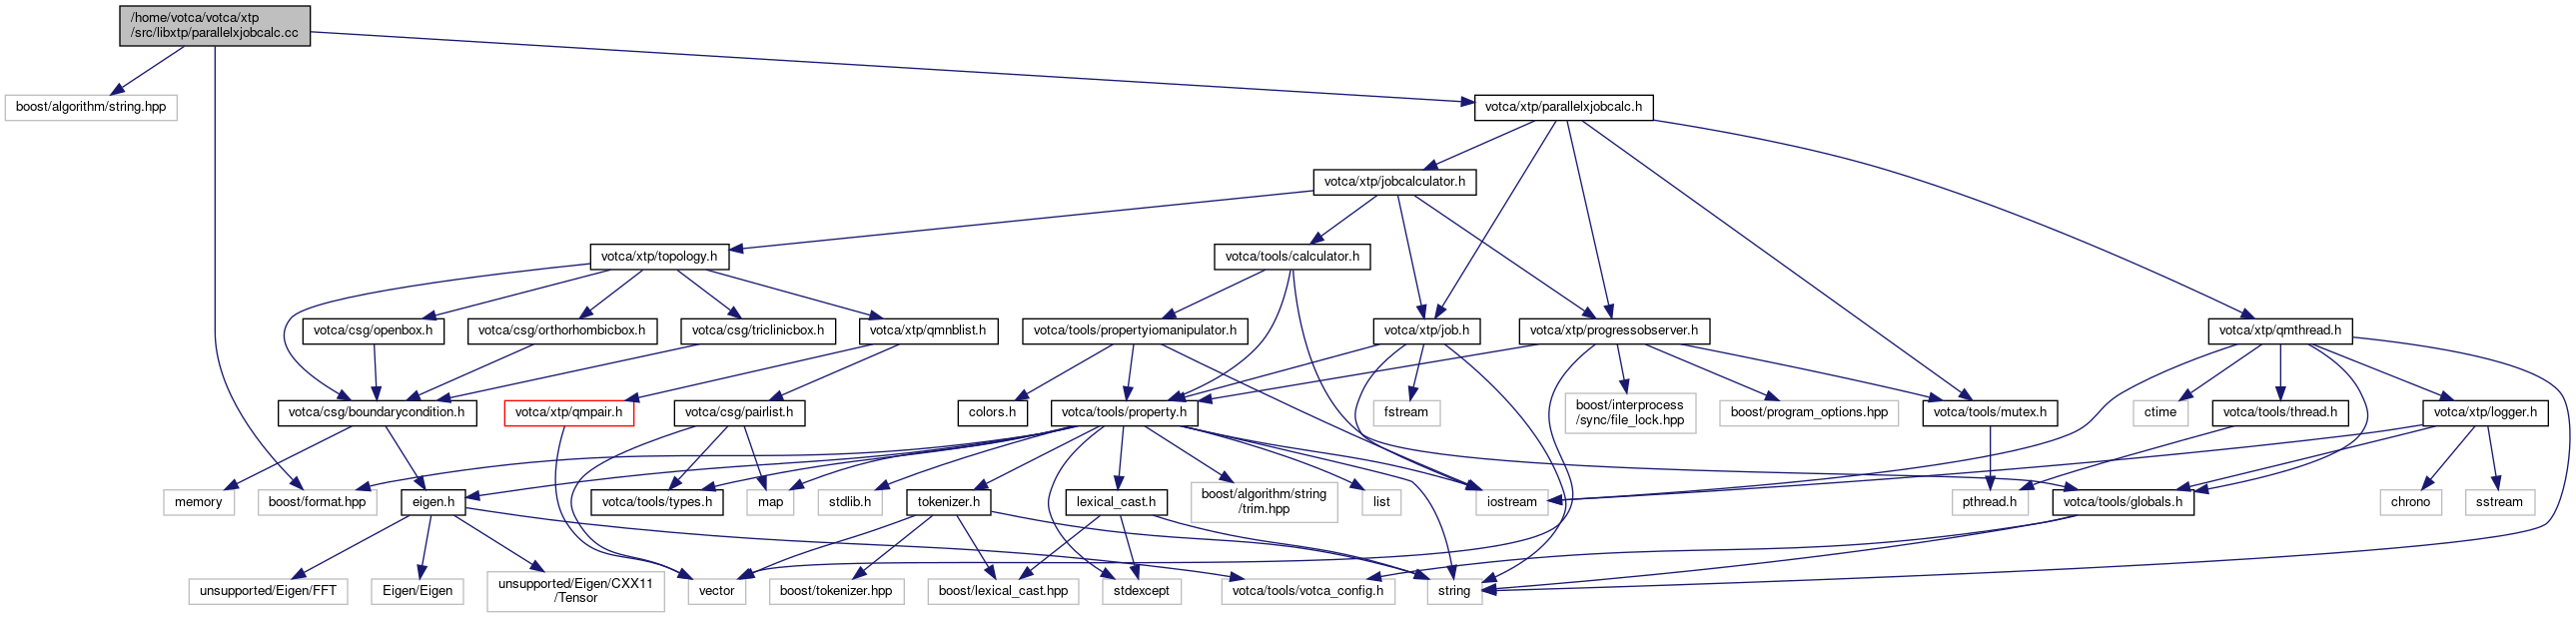 /home/votca/votca/xtp
/src/libxtp/parallelxjobcalc.cc
boost/algorithm/string.hpp
votca/xtp/parallelxjobcalc.h
votca/xtp/jobcalculator.h
votca/xtp/topology.h
votca/tools/calculator.h
votca/csg/openbox.h
votca/csg/orthorhombicbox.h
votca/csg/triclinicbox.h
votca/xtp/qmnblist.h
votca/tools/propertyiomanipulator.h
votca/xtp/job.h
votca/xtp/progressobserver.h
votca/xtp/qmthread.h
votca/csg/boundarycondition.h
votca/xtp/qmpair.h
votca/csg/pairlist.h
colors.h
votca/tools/property.h
fstream
boost/interprocess
/sync/file_lock.hpp
boost/program_options.hpp
votca/tools/mutex.h
ctime
votca/tools/thread.h
votca/xtp/logger.h
memory
boost/format.hpp
eigen.h
votca/tools/types.h
map
stdlib.h
tokenizer.h
lexical_cast.h
boost/algorithm/string
/trim.hpp
list
iostream
pthread.h
votca/tools/globals.h
chrono
sstream
unsupported/Eigen/FFT
Eigen/Eigen
unsupported/Eigen/CXX11
/Tensor
vector
boost/tokenizer.hpp
boost/lexical_cast.hpp
stdexcept
votca/tools/votca_config.h
string